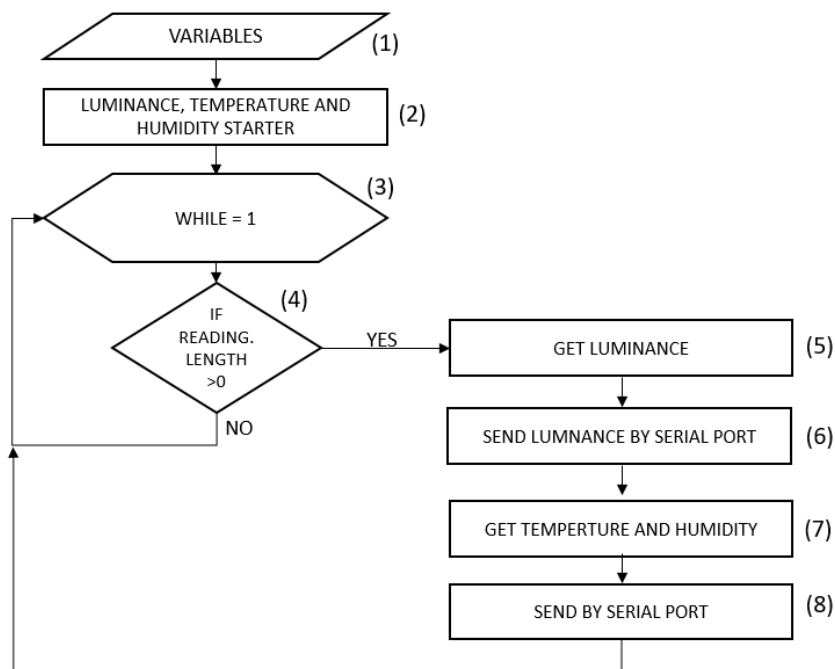 VARIABLES
(1)
LUMINANCE, TEMPERATURE AND
HUMIDITY STARTER
(2)
(3)
WHILE = 1
(4)
IF
READING.
LENGTH
>0
YES
NO
GET LUMINANCE
(5)
SEND LUMNANCE BY SERIAL PORT
(6)
GET TEMPERTURE AND HUMIDITY
(7)
SEND BY SERIAL PORT
(8)